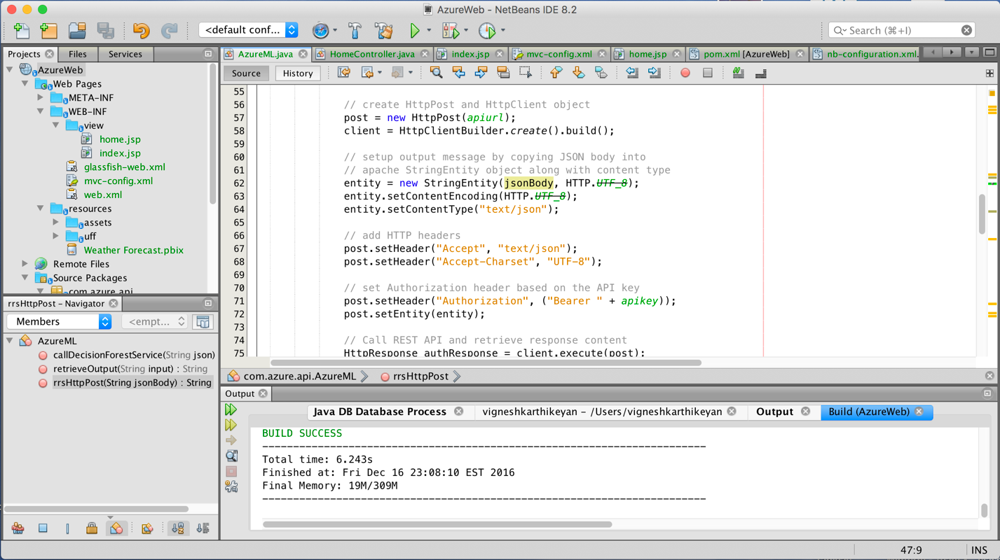 AzureWeb - NetBeans IDE 8.2
<default conf...
Search (⌘+I)
Projects
Files
Services
AzureWeb
Web Pages
META-INF
WEB-INF
view
home.jsp
index.jsp
glassfish-web.xml
mvc-config.xml
web.xml
resources
assets
uff
Weather Forecast.pbix
Remote Files
Source Packages
com.azure.api
rrsHttpPost - Navigator
Members
<empt...
AzureML
callDecisionForestService(String json)
retrieveOutput(String input) : String
rrsHttpPost(String jsonBody) : String
AzureML.java
HomeController.java
index.jsp
mvc-config.xml
home.jsp
pom.xml [AzureWeb]
nb-configuration.xml
Source
History
55
56 // create HttpPost and HttpClient object
57 post = new HttpPost(apiurl);
58 client = HttpClientBuilder.create().build();
59
60 // setup output message by copying JSON body into
61 // apache StringEntity object along with content type
62 entity = new StringEntity(jsonBody, HTTP.UTF_8);
63 entity.setContentEncoding(HTTP.UTF_8);
64 entity.setContentType("text/json");
65
66 // add HTTP headers
67 post.setHeader("Accept", "text/json");
68 post.setHeader("Accept-Charset", "UTF-8");
69
70 // set Authorization header based on the API key
71 post.setHeader("Authorization", ("Bearer " + apikey));
72 post.setEntity(entity);
73
74 // Call REST API and retrieve response content
75 HttpResponse authResponse = client.execute(post);
com.azure.api.AzureML
rrsHttpPost
Output
Java DB Database Process
vigneshkarthikeyan - /Users/vigneshkarthikeyan
Output
Build (AzureWeb)
BUILD SUCCESS
------------------------------------------------------------------------
Total time: 6.243s
Finished at: Fri Dec 16 23:08:10 EST 2016
Final Memory: 19M/309M
------------------------------------------------------------------------
47:9
INS